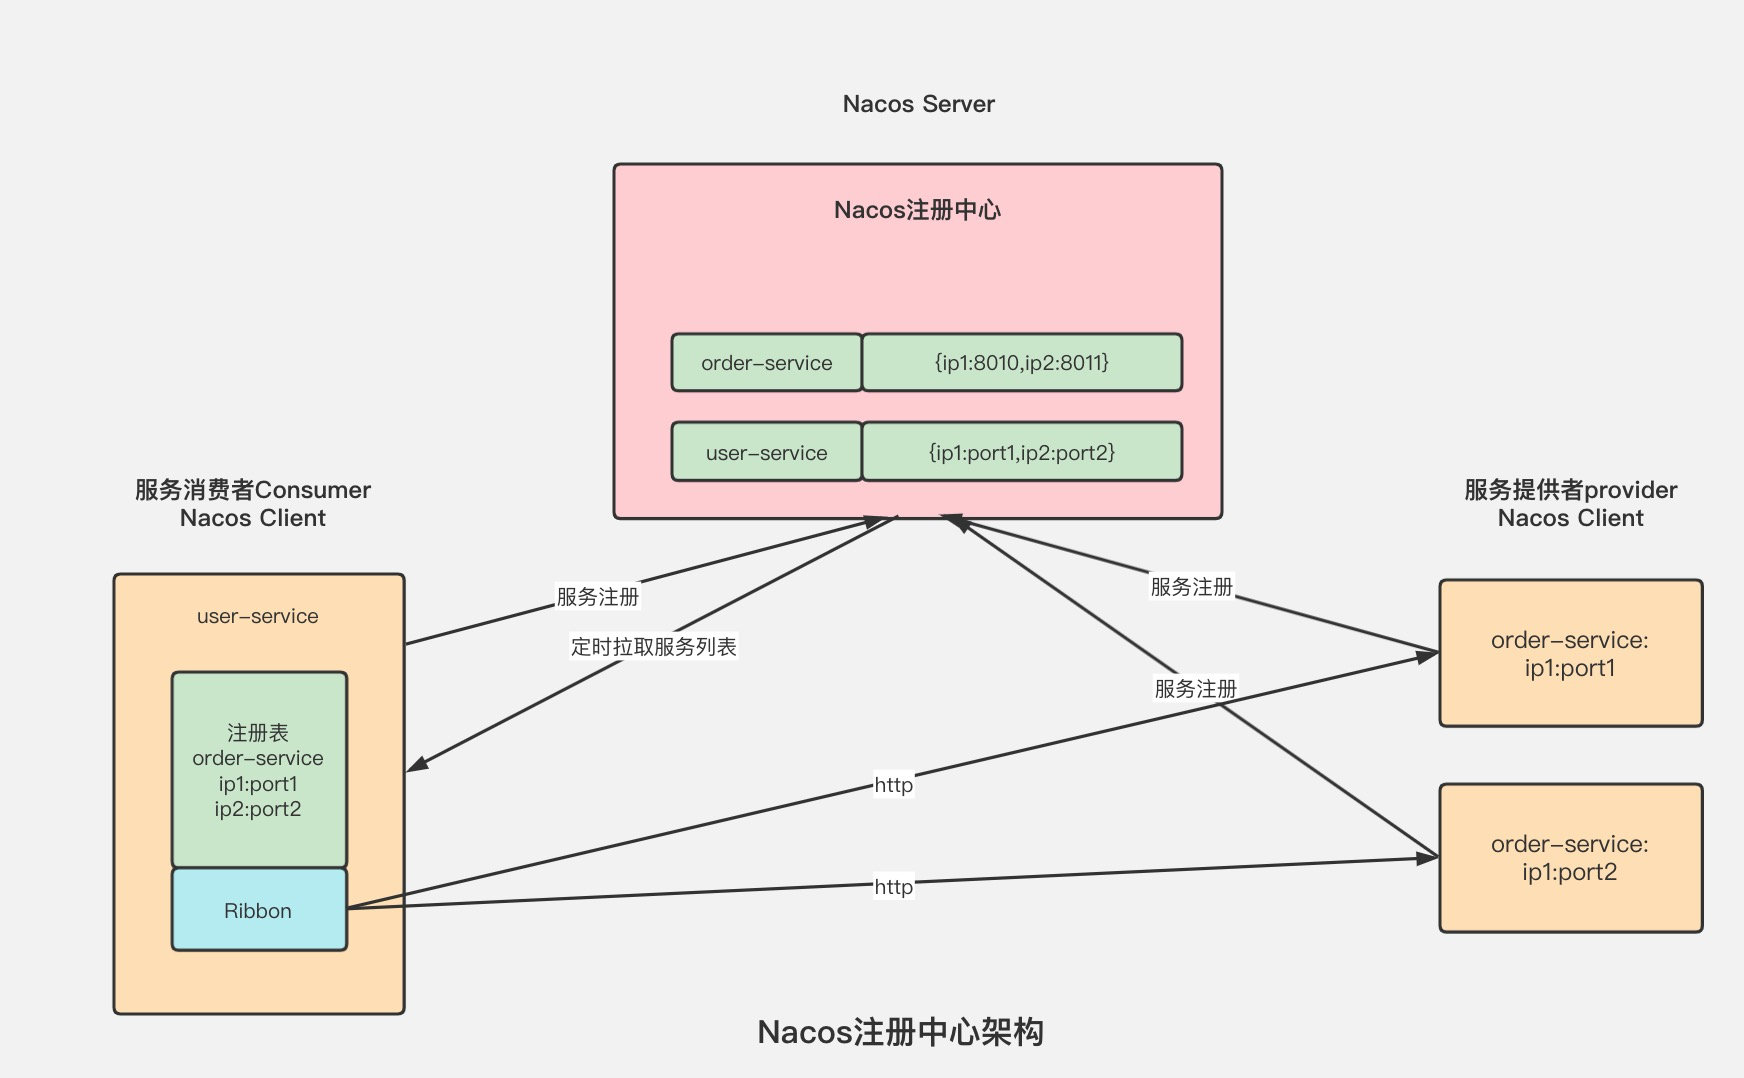 Nacos Server
Nacos注册中心
order-service
{ip1:8010,ip2:8011}
user-service
{ip1:port1,ip2:port2}
服务消费者Consumer
Nacos Client
服务提供者provider
Nacos Client
user-service
服务注册
定时拉取服务列表
服务注册
服务注册
order-service:
ip1:port1
注册表
order-service
ip1:port1
ip2:port2
http
order-service:
ip1:port2
http
Ribbon
Nacos注册中心架构